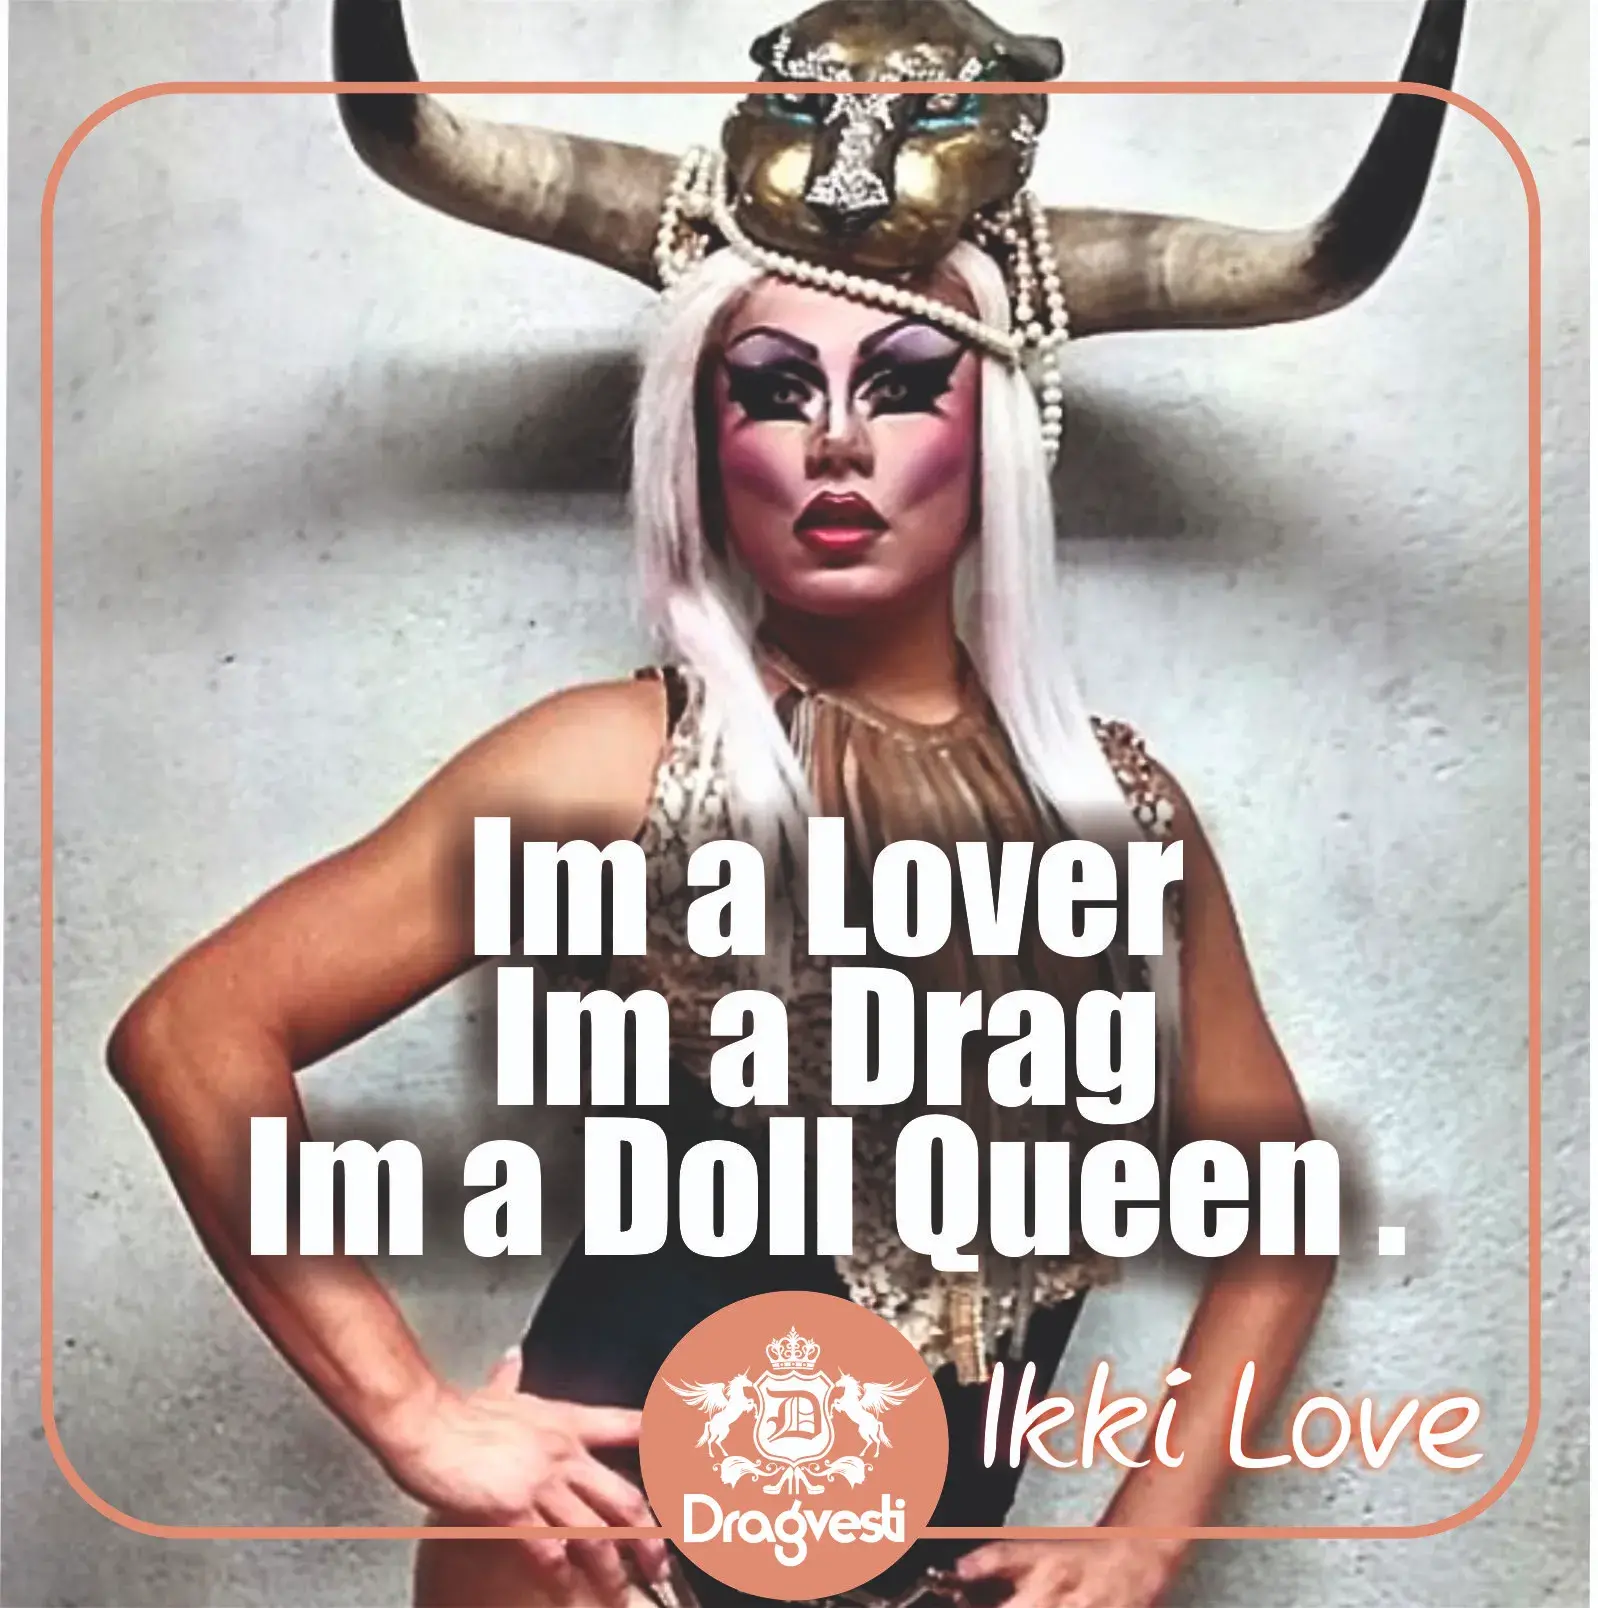 Im a Lover
Im a Drag
Im a Doll Queen .
Ikki Love
D
Dragvesti